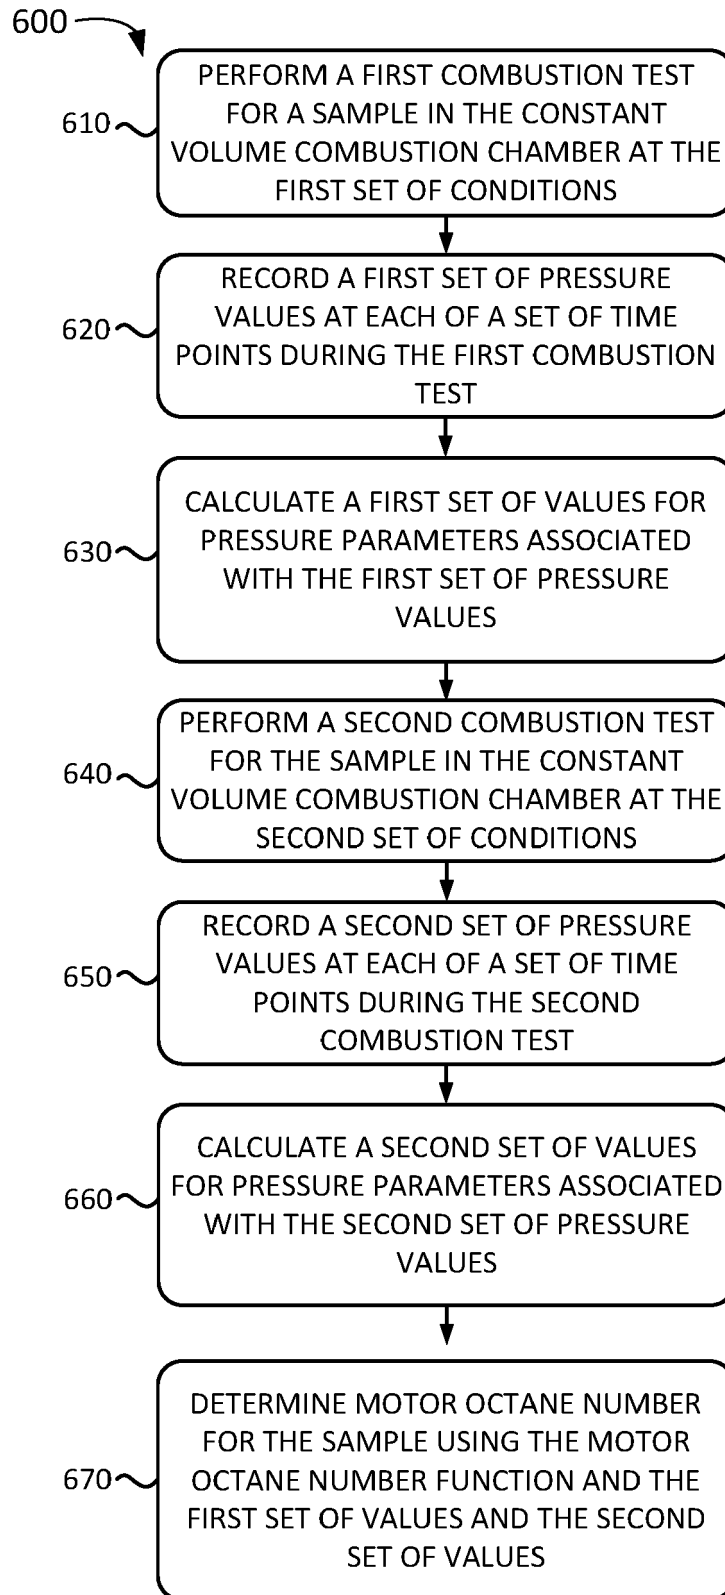 600
610
PERFORM A FIRST COMBUSTION TEST
FOR A SAMPLE IN THE CONSTANT
VOLUME COMBUSTION CHAMBER AT THE
FIRST SET OF CONDITIONS
620
RECORD A FIRST SET OF PRESSURE
VALUES AT EACH OF A SET OF TIME
POINTS DURING THE FIRST COMBUSTION
TEST
630
CALCULATE A FIRST SET OF VALUES FOR
PRESSURE PARAMETERS ASSOCIATED
WITH THE FIRST SET OF PRESSURE
VALUES
640
PERFORM A SECOND COMBUSTION TEST
FOR THE SAMPLE IN THE CONSTANT
VOLUME COMBUSTION CHAMBER AT THE
SECOND SET OF CONDITIONS
650
RECORD A SECOND SET OF PRESSURE
VALUES AT EACH OF A SET OF TIME
POINTS DURING THE SECOND
COMBUSTION TEST
660
CALCULATE A SECOND SET OF VALUES
FOR PRESSURE PARAMETERS ASSOCIATED
WITH THE SECOND SET OF PRESSURE
VALUES
670
DETERMINE MOTOR OCTANE NUMBER
FOR THE SAMPLE USING THE MOTOR
OCTANE NUMBER FUNCTION AND THE
FIRST SET OF VALUES AND THE SECOND
SET OF VALUES